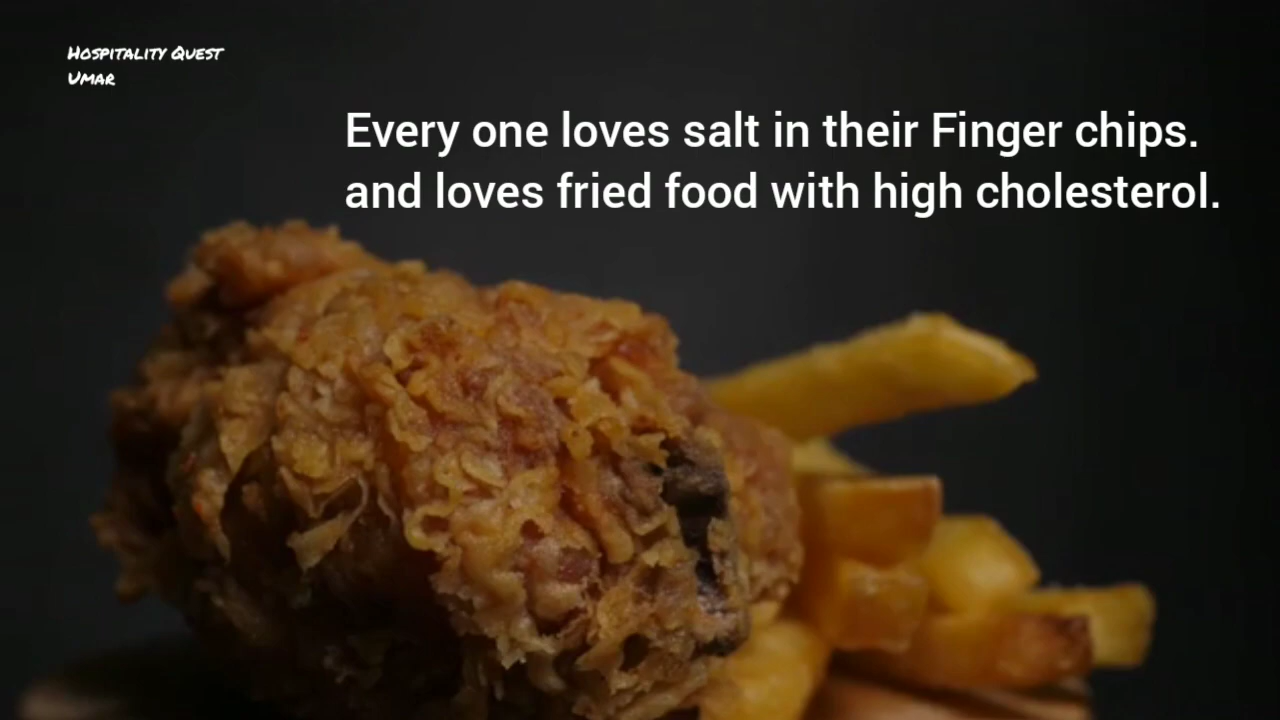 Hospitality Quest
Umar
Every one loves salt in their Finger chips.
and loves fried food with high cholesterol.